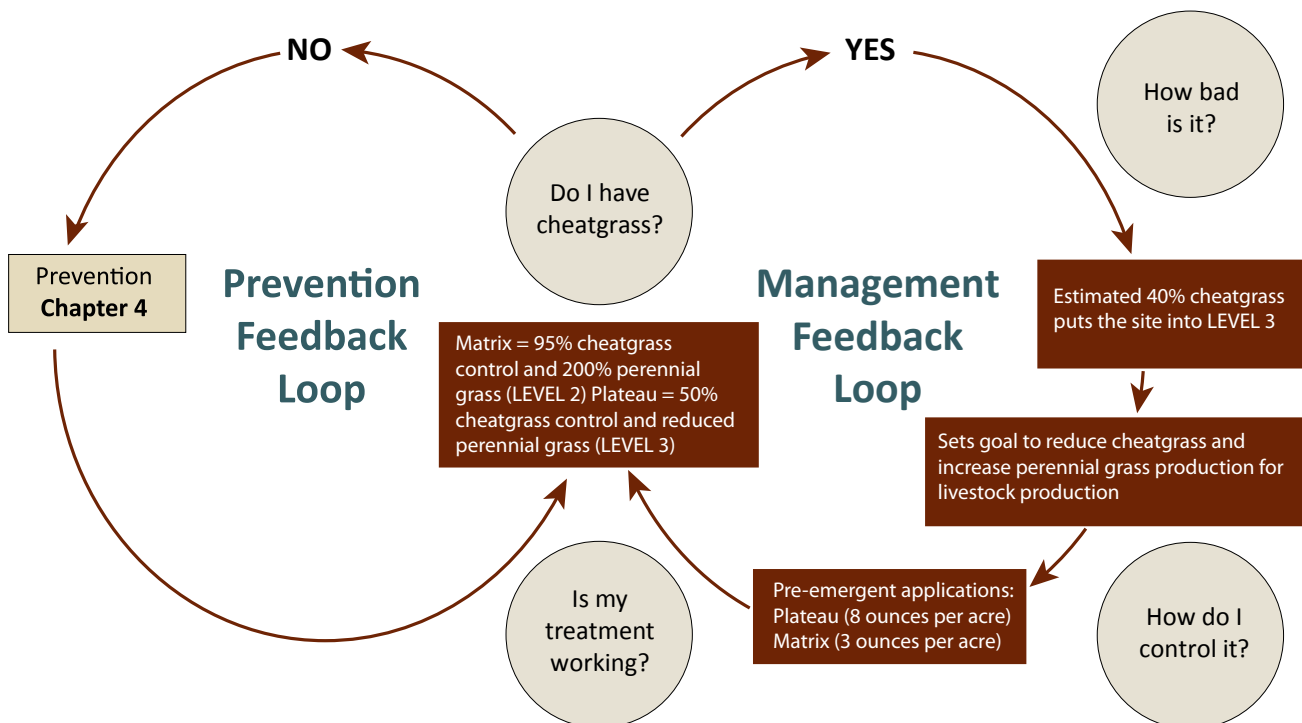 NO
YES
How bad
is it?
Do I have
cheatgrass?
Prevention
Chapter 4
Prevention
Feedback
Loop
Management
Feedback
Loop
Estimated 40% cheatgrass
puts the site into LEVEL 3
Matrix = 95% cheatgrass
control and 200% perennial
grass (LEVEL 2) Plateau = 50%
cheatgrass control and reduced
perennial grass (LEVEL 3)
Sets goal to reduce cheatgrass and
increase perennial grass production for
livestock production
Is my
treatment
working?
Pre-emergent applications:
Plateau (8 ounces per acre)
Matrix (3 ounces per acre)
How do I
control it?